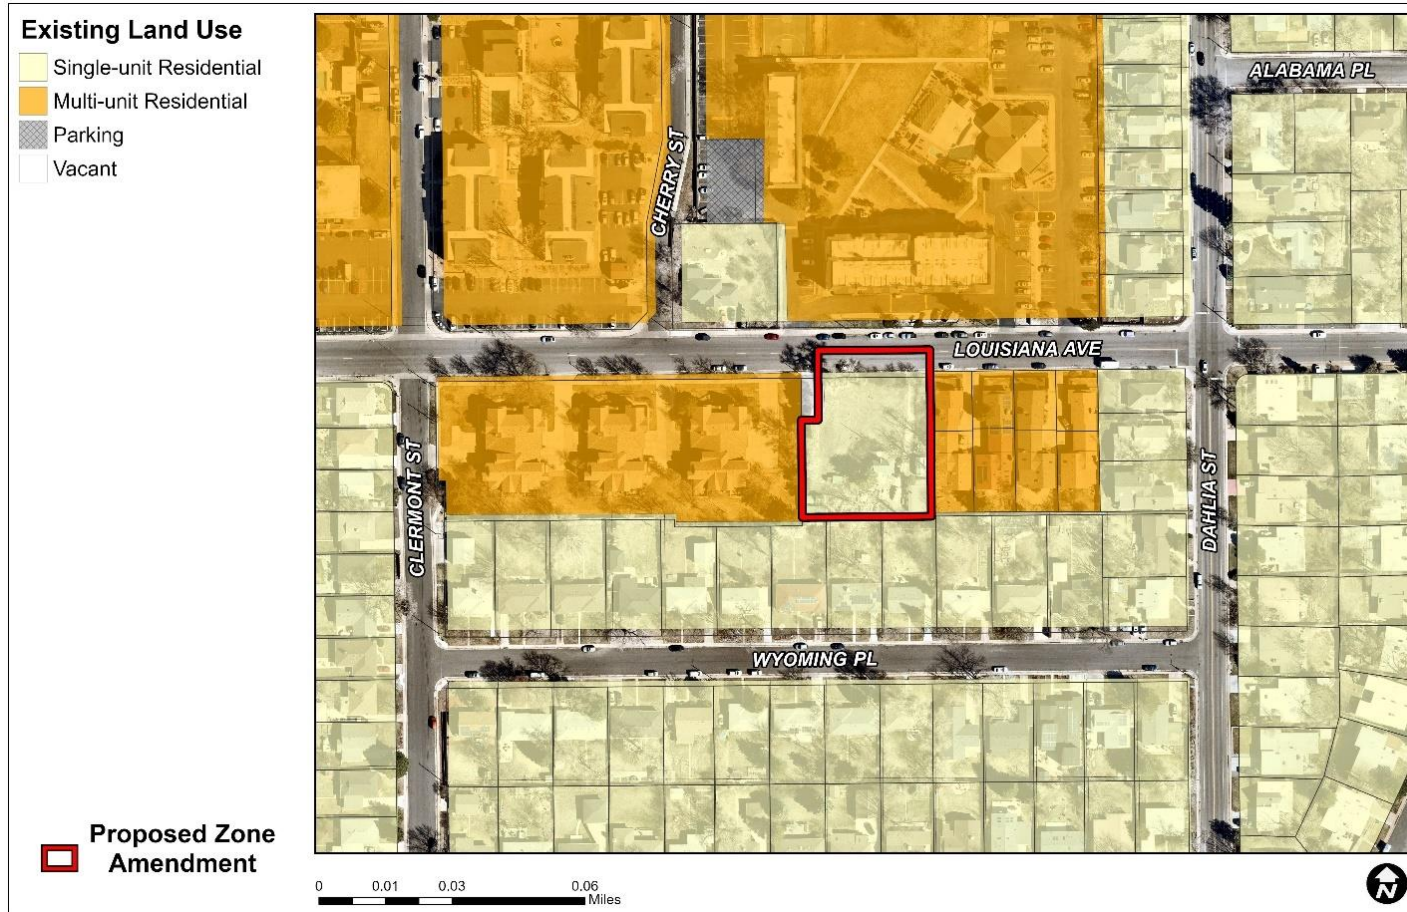 Existing Land Use
Single-unit Residential
Multi-unit Residential
Parking
Vacant
ALABAMA PL
CHERRY ST
LOUISIANA AVE
CLERMONT ST
DAHLIA ST
WYOMING PL
Proposed Zone
Amendment
0 0.01 0.03 0.06
Miles
N